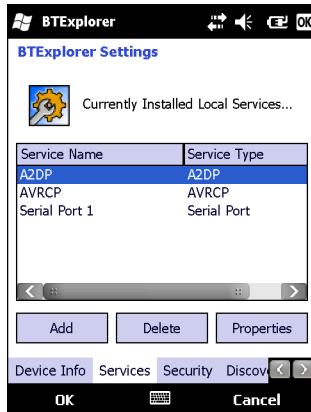 BTExplorer OK
BTExplorer Settings
Currently Installed Local Services...
Service Name Service Type
A2DP A2DP
AVRCP AVRCP
Serial Port 1 Serial Port
Add Delete Properties
Device Info Services Security Discov
OK Cancel